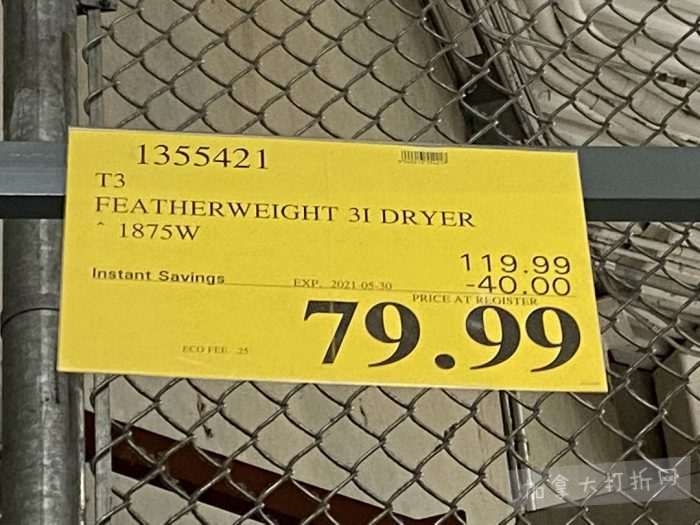 1355421
T3
FEATHERWEIGHT 3I DRYER
^ 1875W
119.99
Instant Savings EXP. 2021-05-30 -40.00
PRICE AT REGISTER
79.99
ECO FEE .25
加拿大打折网